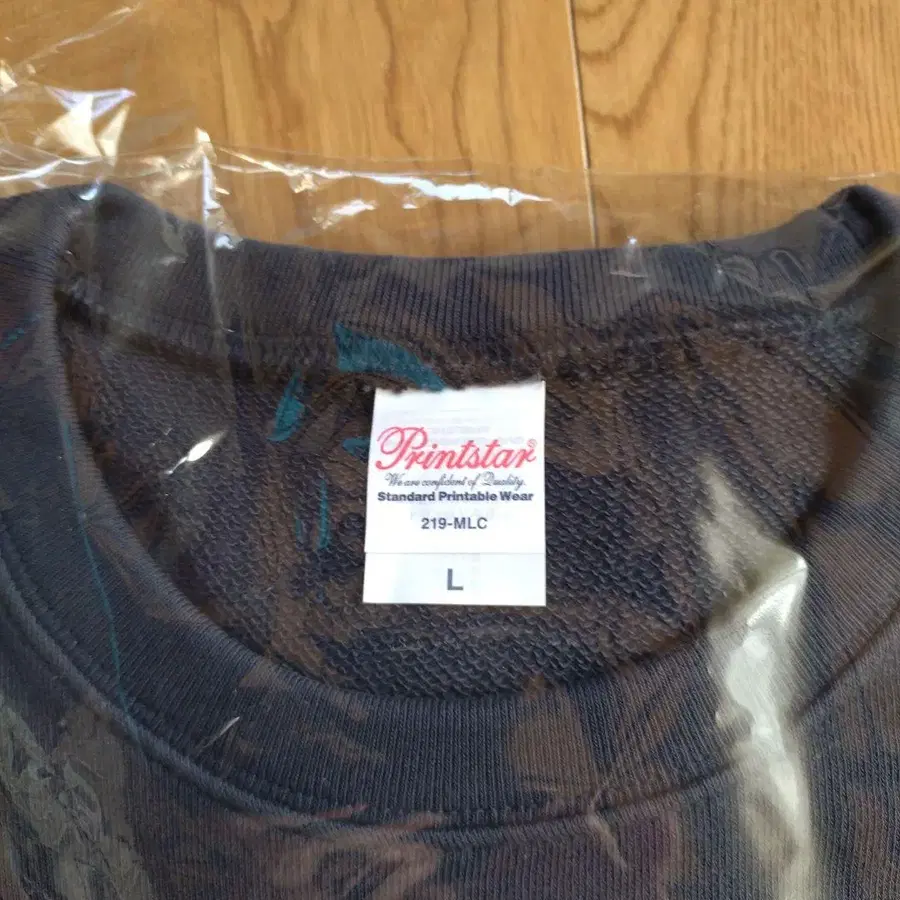 Printstar®
We are confident of Quality.
Standard Printable Wear
219-MLC
L